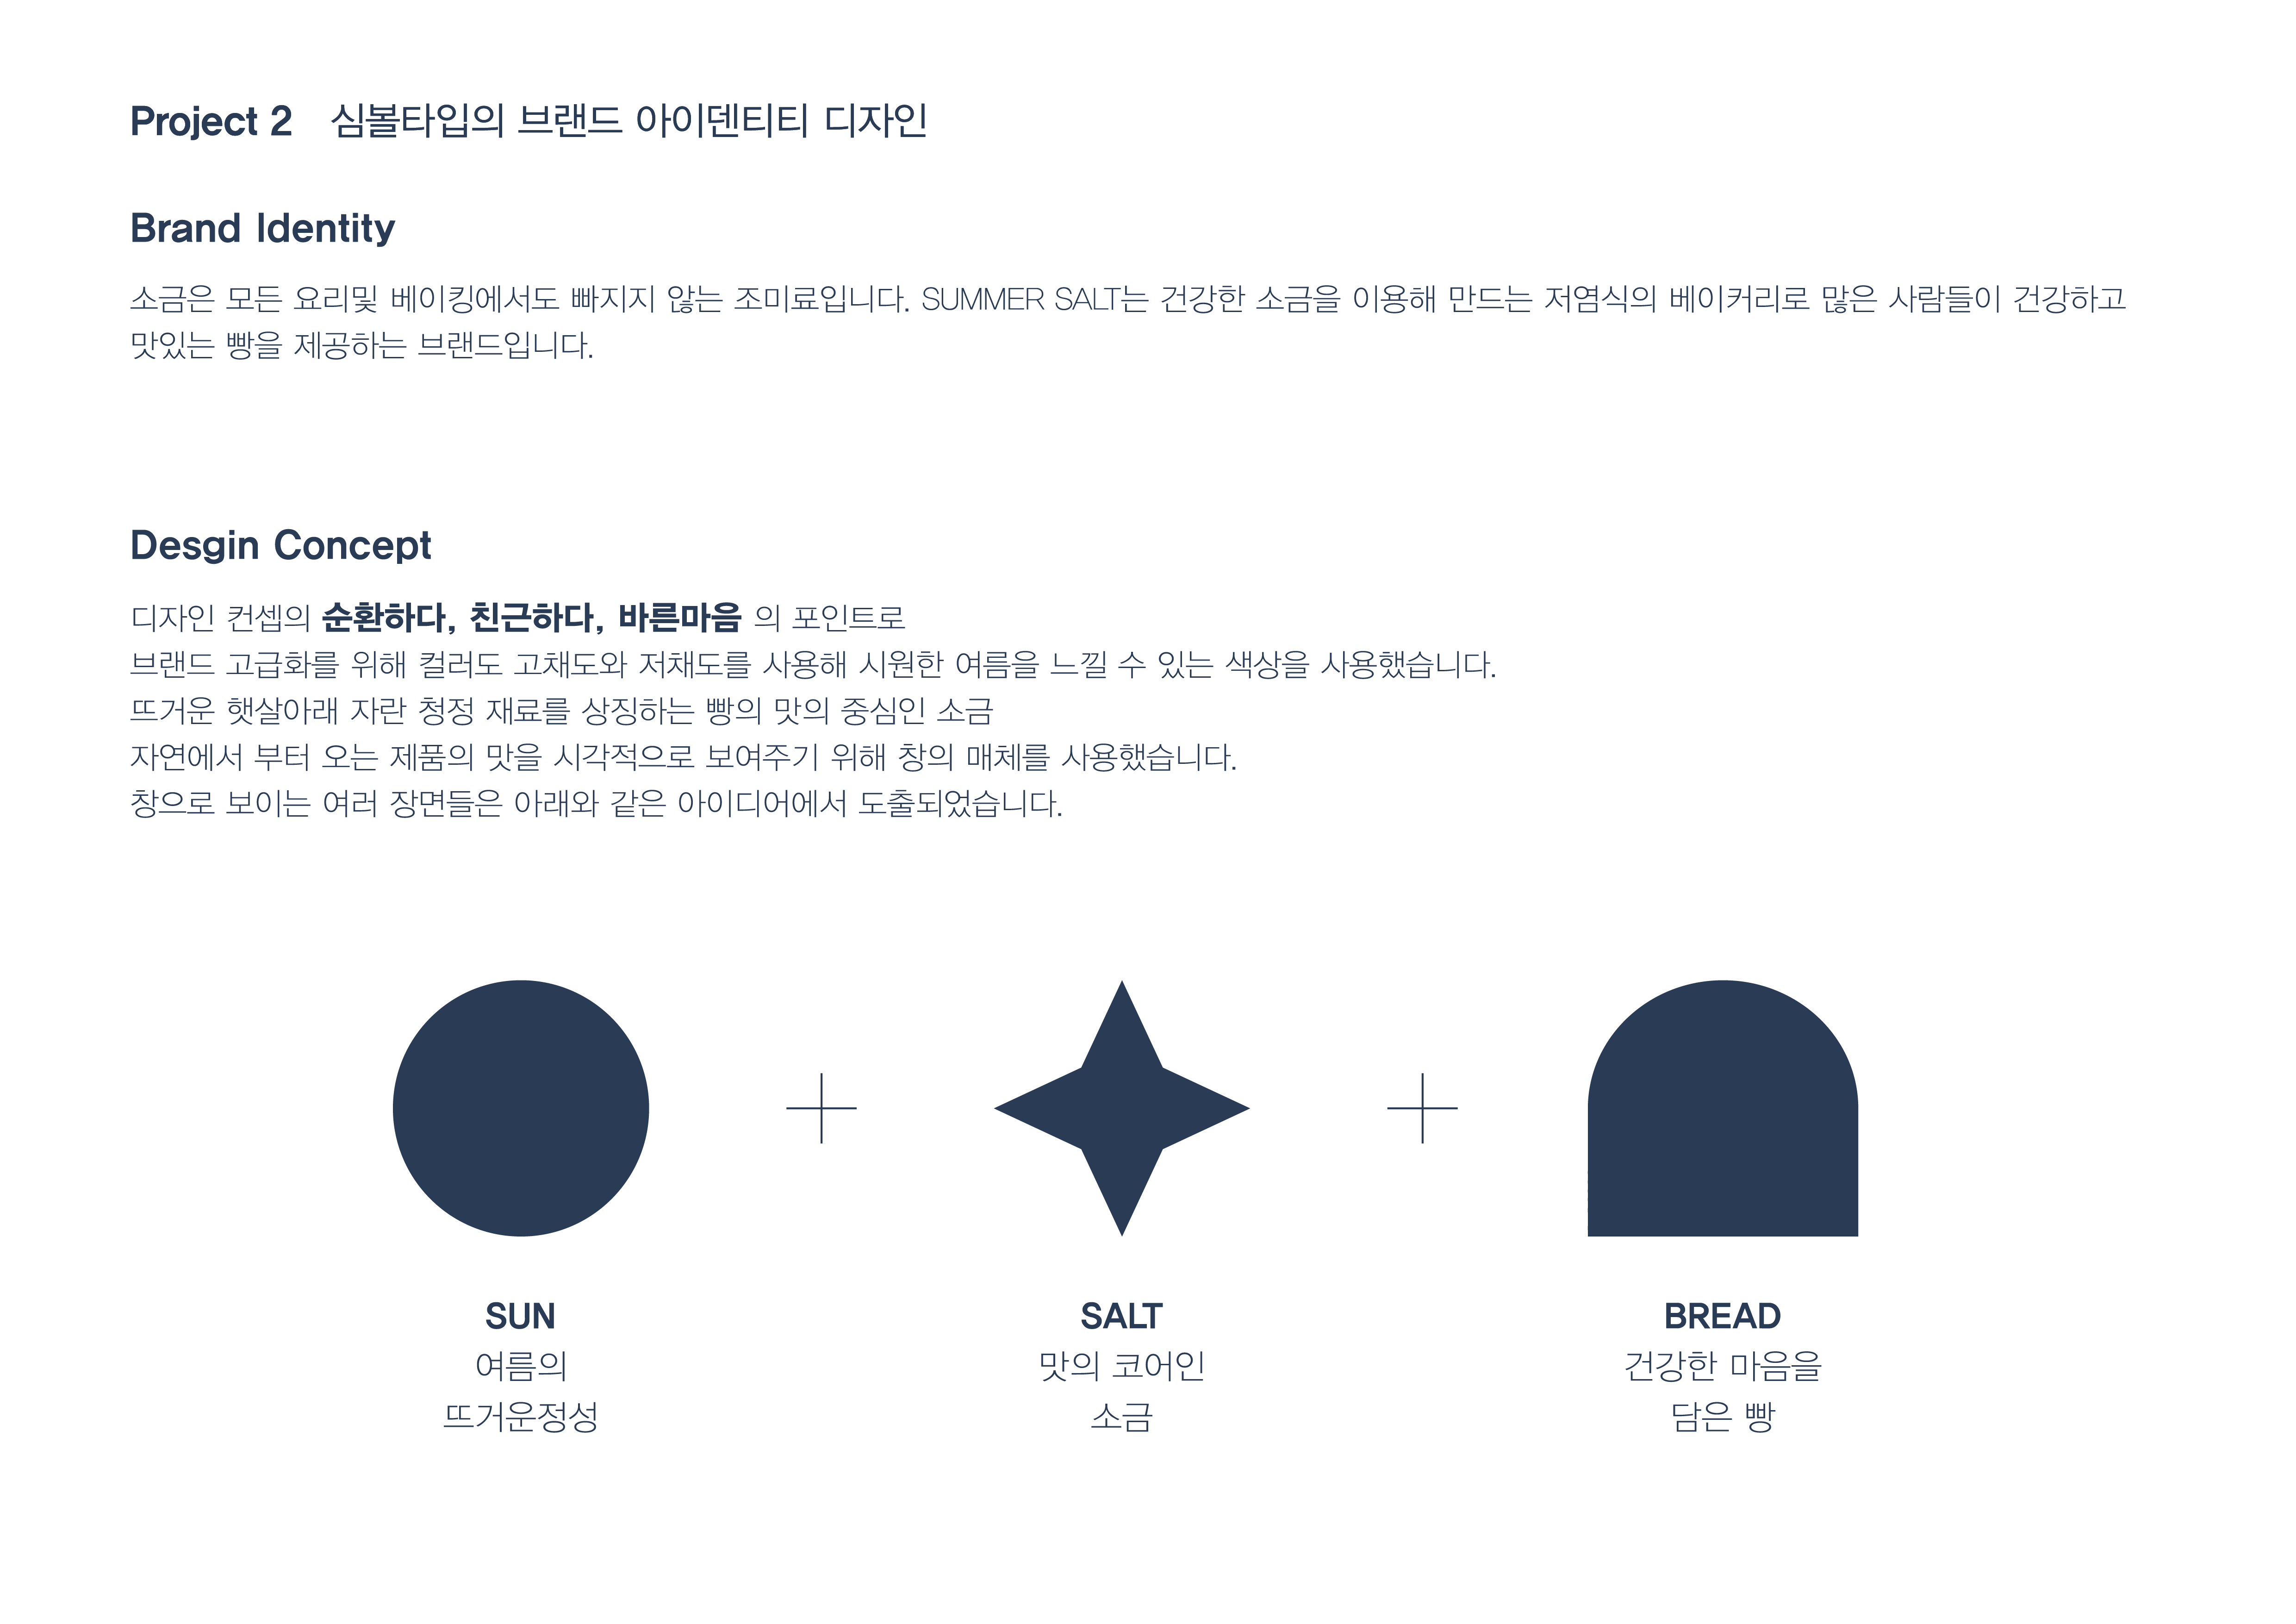 Project 2 심볼타입의 브랜드 아이덴티티 디자인
Brand Identity
소금은 모든 요리및 베이킹에서도 빠지지 않는 조미료입니다. SUMMER SALT는 건강한 소금을 이용해 만드는 저염식의 베이커리로 많은 사람들이 건강하고
맛있는 빵을 제공하는 브랜드입니다.
Desgin Concept
디자인 컨셉의 순환하다, 친근하다, 바른마음 의 포인트로
브랜드 고급화를 위해 컬러도 고채도와 저채도를 사용해 시원한 여름을 느낄 수 있는 색상을 사용했습니다.
뜨거운 햇살아래 자란 청정 재료를 상징하는 빵의 맛의 중심인 소금
자연에서 부터 오는 제품의 맛을 시각적으로 보여주기 위해 창의 매체를 사용했습니다.
창으로 보이는 여러 장면들은 아래와 같은 아이디어에서 도출되었습니다.
SUN
여름의
뜨거운정성
SALT
맛의 코어인
소금
BREAD
건강한 마음을
담은 빵